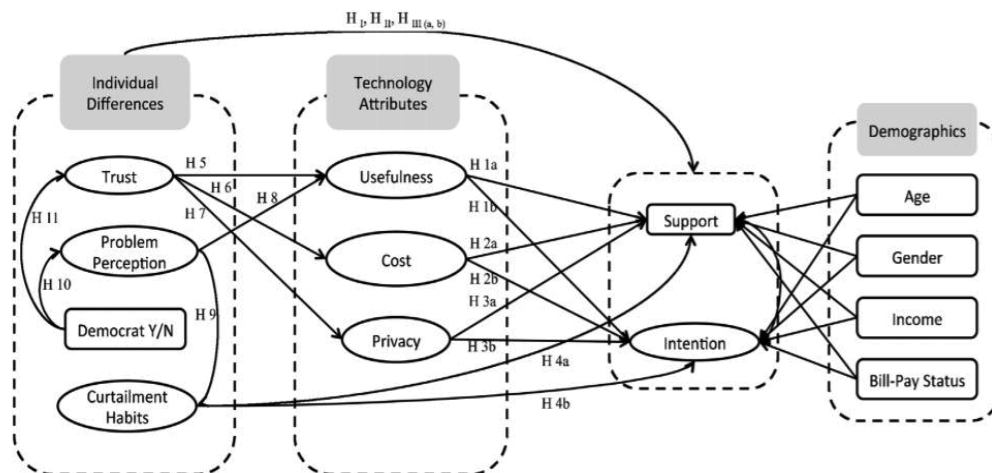 H I, H II, H III (a, b)
Individual
Differences
Technology
Attributes
Demographics
Trust
H 5
H 6
H 7
H 8
Usefulness
H 1a
H 1b
Age
H 11
Problem
Perception
H 10
Cost
H 2a
H 2b
H 3a
Support
Gender
Democrat Y/N
H 9
Privacy
H 3b
H 4a
Intention
Income
Curtailment
Habits
H 4b
Bill-Pay Status